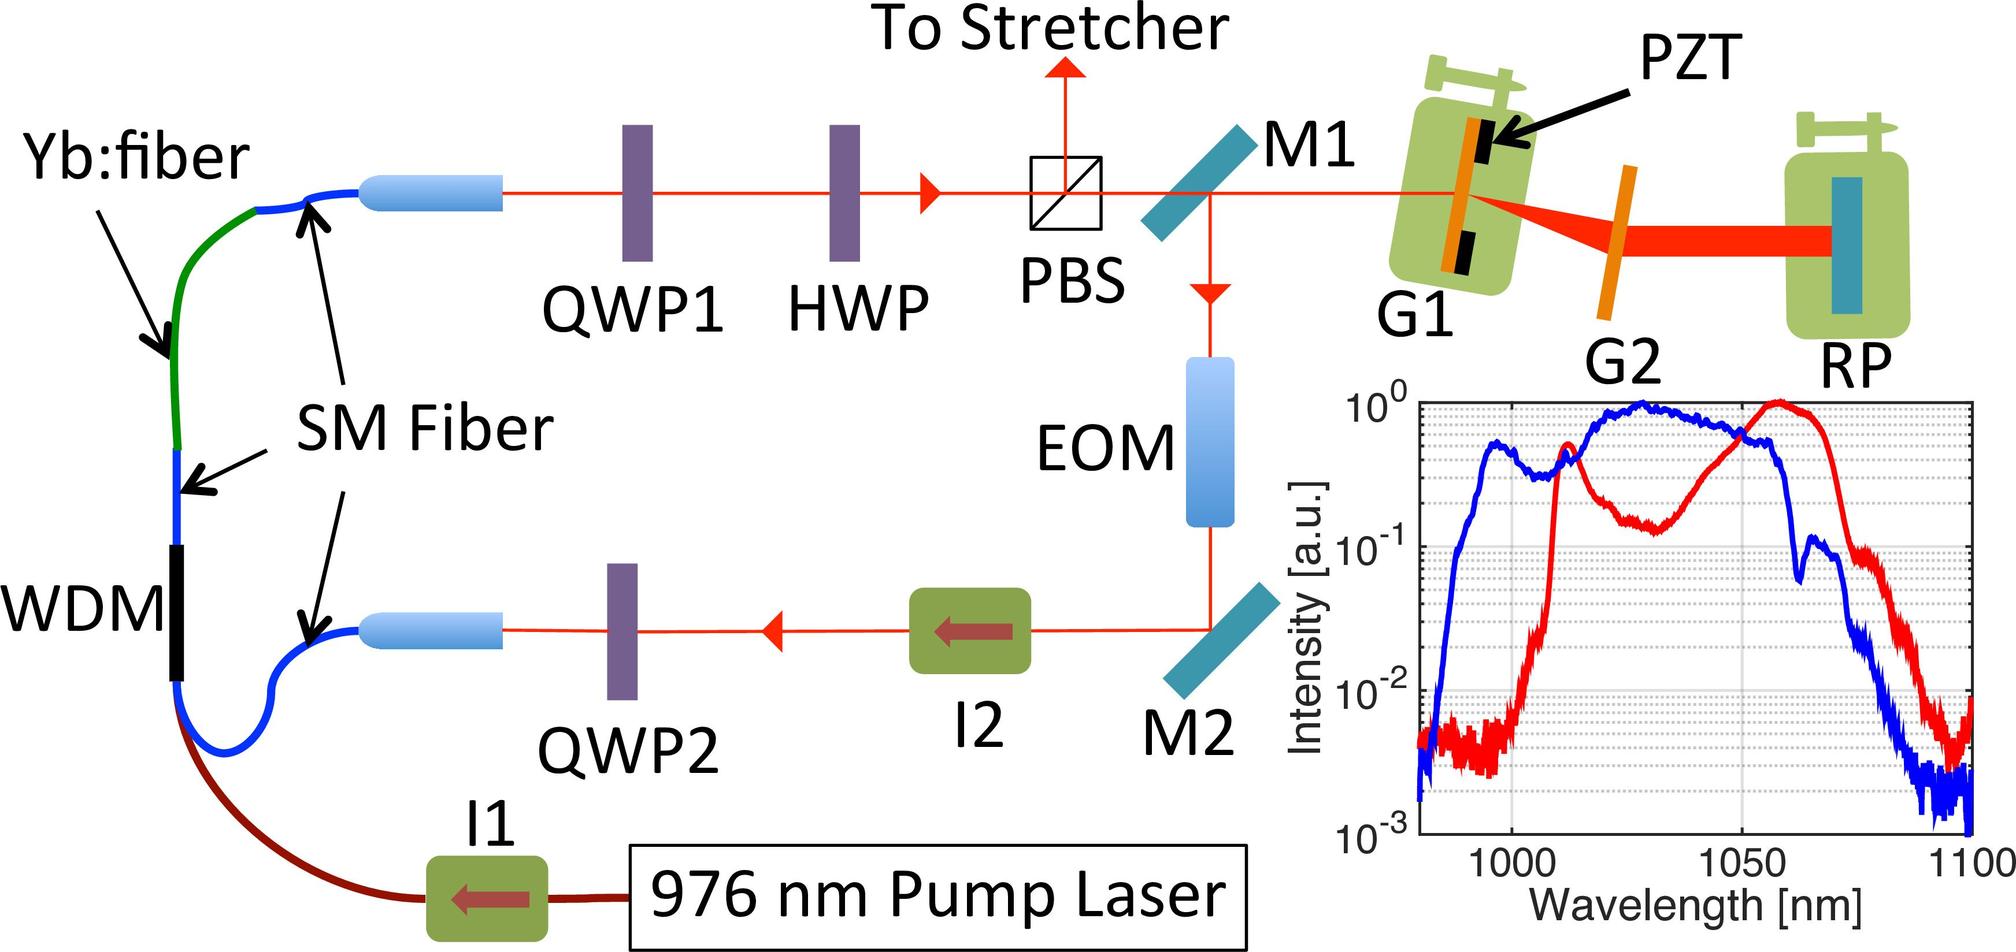 To Stretcher
PZT
Yb:fiber
M1
QWP1
HWP
PBS
G1
G2
RP
SM Fiber
EOM
WDM
QWP2
I2
M2
I1
976 nm Pump Laser
Intensity [a.u.]
10^0
10^-1
10^-2
10^-3
1000 1050 1100
Wavelength [nm]